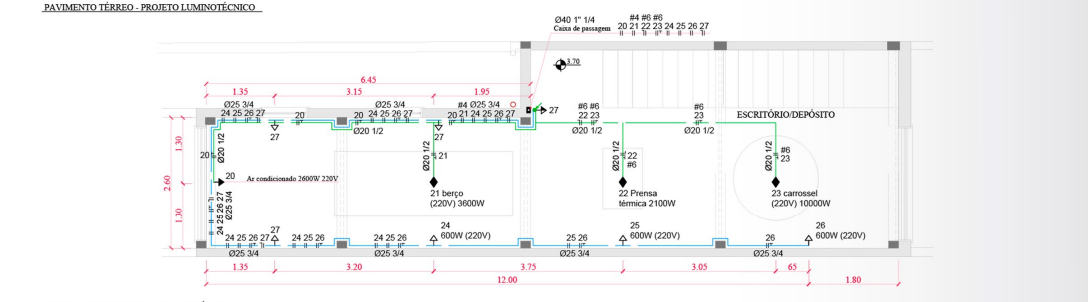 PAVIMENTO TÉRREO - PROJETO LUMINOTÉCNICO
Ø40 1" 1/4
#4 #6 #6
Caixa de passagem
20 21 22 23 24 25 26 27
3.70
6.45
1.35
3.15
1.95
Ø25 3/4
24 25 26 27
20
27
Ø25 3/4
24 25 26 27
Ø20 1/2
#4 Ø25 3/4
20 21 24 25 26 27
27
27
#6 #6
22 23
Ø20 1/2
#6
23
Ø20 1/2
ESCRITÓRIO/DEPÓSITO
1.30
2.60
1.30
20
Ø20 1/2
20
Ar condicionado 2600W 220V
24 25 26 27
Ø25 3/4
Ø20 1/2
21
21 berço
(220V) 3600W
Ø20 1/2
22
#6
22 Prensa
térmica 2100W
Ø20 1/2
#6
23
23 carrossel
(220V) 10000W
27
24 25 26 27
24 25 26
Ø25 3/4
24 25 26
Ø25 3/4
24
600W (220V)
25 26
Ø25 3/4
25
600W (220V)
26
Ø25 3/4
26
600W (220V)
1.35
3.20
3.75
3.05
65
1.80
12.00